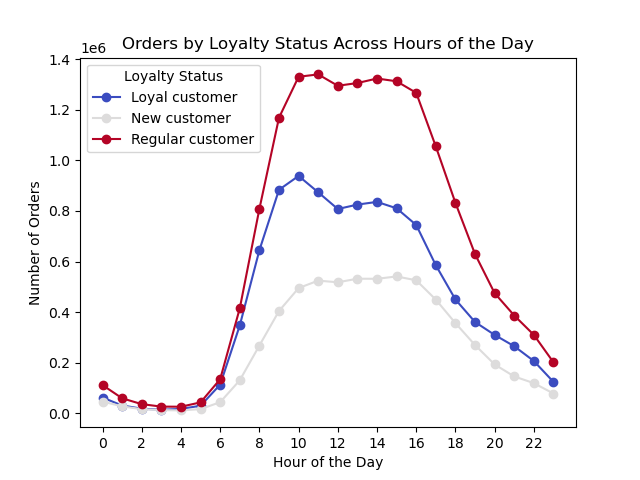 Orders by Loyalty Status Across Hours of the Day
1e6
Loyalty Status
Loyal customer
New customer
Regular customer
Number of Orders
1.4
1.2
1.0
0.8
0.6
0.4
0.2
0.0
0 2 4 6 8 10 12 14 16 18 20 22
Hour of the Day